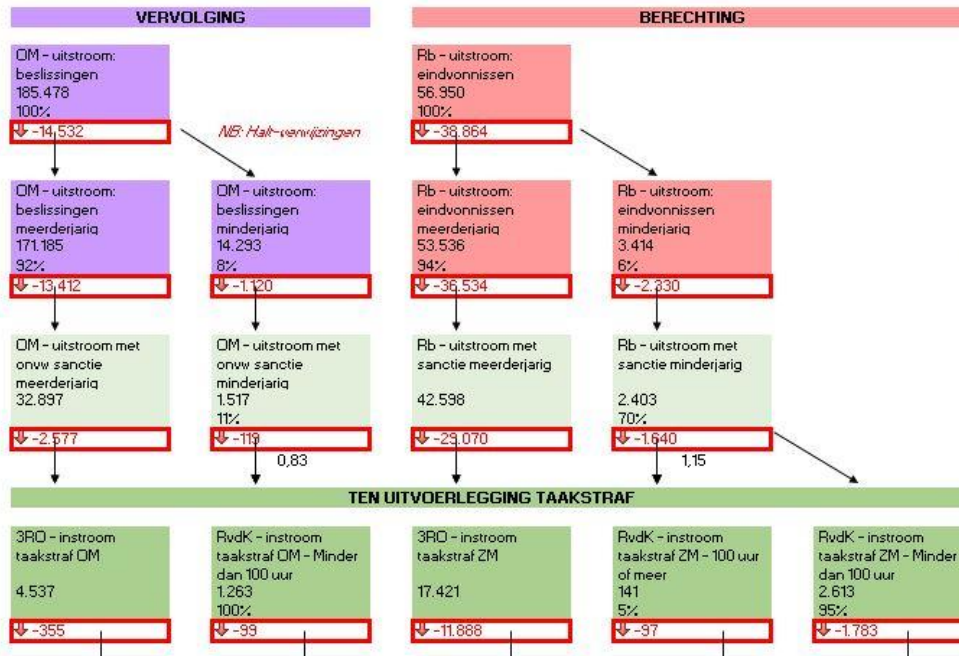 VERVOLGING
BERECHTING
OM - uitstroom:
beslissingen
185.478
100%
-14.532
NB: Halt-verwijzingen
Rb - uitstroom:
eindvonnissen
56.950
100%
-38.864
OM - uitstroom:
beslissingen
meerderjarig
171.185
92%
-13.412
OM - uitstroom:
beslissingen
minderjarig
14.293
8%
-1.120
Rb - uitstroom:
eindvonnissen
meerderjarig
53.536
94%
-36.534
Rb - uitstroom:
eindvonnissen
minderjarig
3.414
6%
-2.330
OM - uitstroom met
onvw sanctie
meerderjarig
32.897
-2.577
OM - uitstroom met
onvw sanctie
minderjarig
1.517
11%
-119
0,83
Rb - uitstroom met
sanctie meerderjarig
42.598
-29.070
Rb - uitstroom met
sanctie minderjarig
2.403
70%
-1.640
1,15
TEN UITVOERLEGGING TAAKSTRAF
3RO - instroom
taakstraf OM
4.537
-355
RvdK - instroom
taakstraf OM - Minder
dan 100 uur
1.263
100%
-99
3RO - instroom
taakstraf ZM
17.421
-11.888
RvdK - instroom
taakstraf ZM - 100 uur
of meer
141
5%
-97
RvdK - instroom
taakstraf ZM - Minder
dan 100 uur
2.613
95%
-1.783